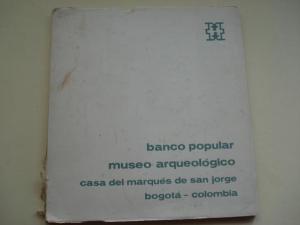 banco popular
museo arqueológico
casa del marqués de san jorge
bogotá - colombia